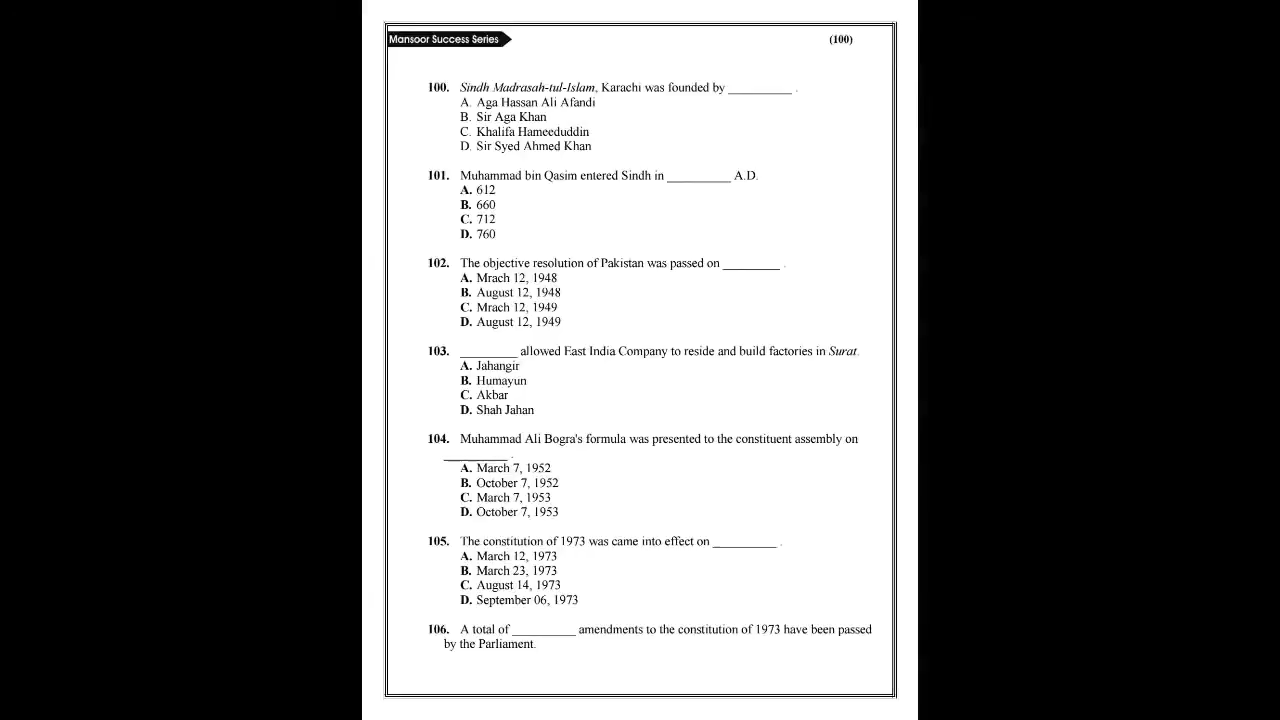 Mansoor Success Series
(100)
100. Sindh Madrasah-tul-Islam, Karachi was founded by __________ .
A. Aga Hassan Ali Afandi
B. Sir Aga Khan
C. Khalifa Hameeduddin
D. Sir Syed Ahmed Khan
101. Muhammad bin Qasim entered Sindh in __________ A.D.
A. 612
B. 660
C. 712
D. 760
102. The objective resolution of Pakistan was passed on _________ .
A. Mrach 12, 1948
B. August 12, 1948
C. Mrach 12, 1949
D. August 12, 1949
103. _________ allowed East India Company to reside and build factories in Surat.
A. Jahangir
B. Humayun
C. Akbar
D. Shah Jahan
104. Muhammad Ali Bogra's formula was presented to the constituent assembly on
__________ .
A. March 7, 1952
B. October 7, 1952
C. March 7, 1953
D. October 7, 1953
105. The constitution of 1973 was came into effect on __________ .
A. March 12, 1973
B. March 23, 1973
C. August 14, 1973
D. September 06, 1973
106. A total of __________ amendments to the constitution of 1973 have been passed
by the Parliament.